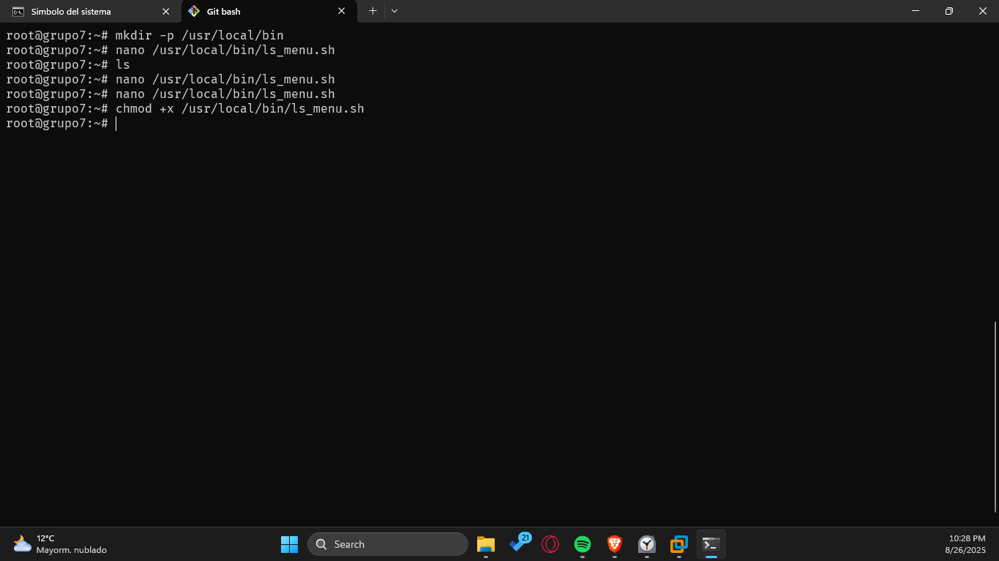 Símbolo del sistema
Git bash
root@grupo7:~# mkdir -p /usr/local/bin
root@grupo7:~# nano /usr/local/bin/ls_menu.sh
root@grupo7:~# ls
root@grupo7:~# nano /usr/local/bin/ls_menu.sh
root@grupo7:~# nano /usr/local/bin/ls_menu.sh
root@grupo7:~# chmod +x /usr/local/bin/ls_menu.sh
root@grupo7:~#
12°C
Mayorm. nublado
Search
21
10:28 PM
8/26/2025